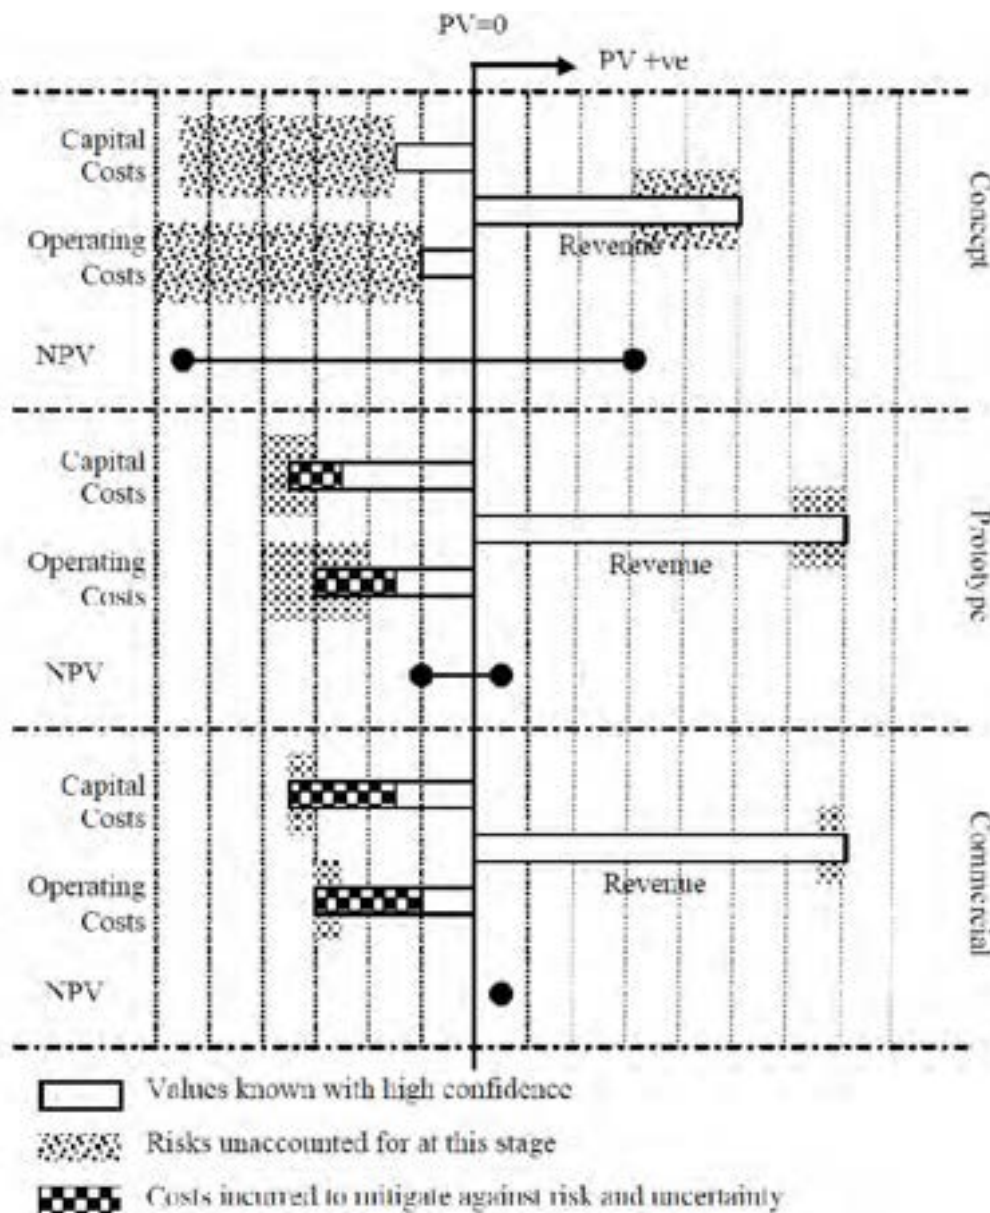 PV=0
PV +ve
Capital
Costs
Revenue
Operating
Costs
NPV
Concept
Capital
Costs
Revenue
Operating
Costs
NPV
Prototype
Capital
Costs
Revenue
Operating
Costs
NPV
Commercial
Values known with high confidence
Risks unaccounted for at this stage
Costs incurred to mitigate against risk and uncertainty